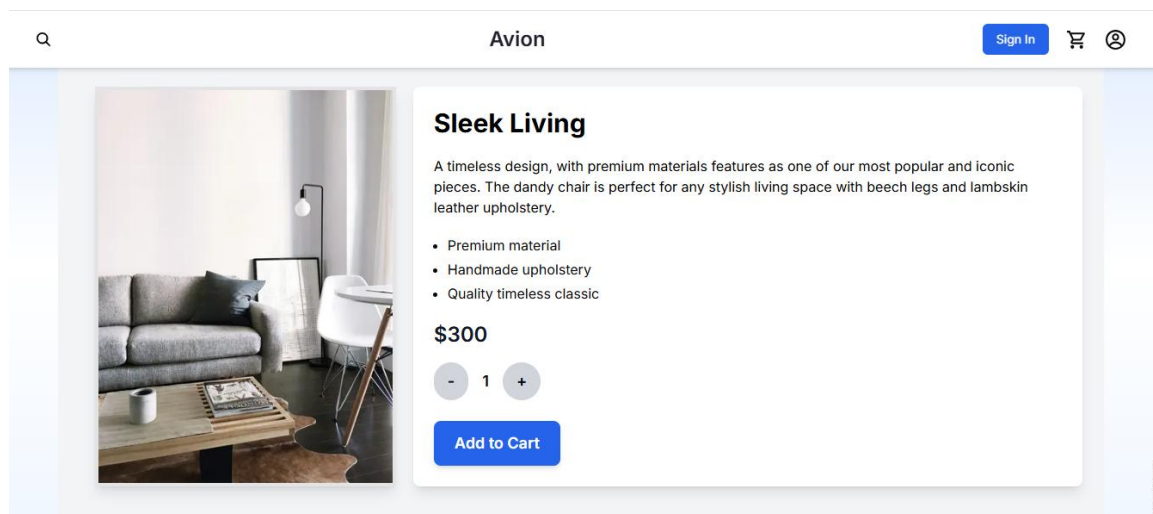 Avion
Sign In
Sleek Living
A timeless design, with premium materials features as one of our most popular and iconic
pieces. The dandy chair is perfect for any stylish living space with beech legs and lambskin
leather upholstery.
• Premium material
• Handmade upholstery
• Quality timeless classic
$300
- 1 +
Add to Cart